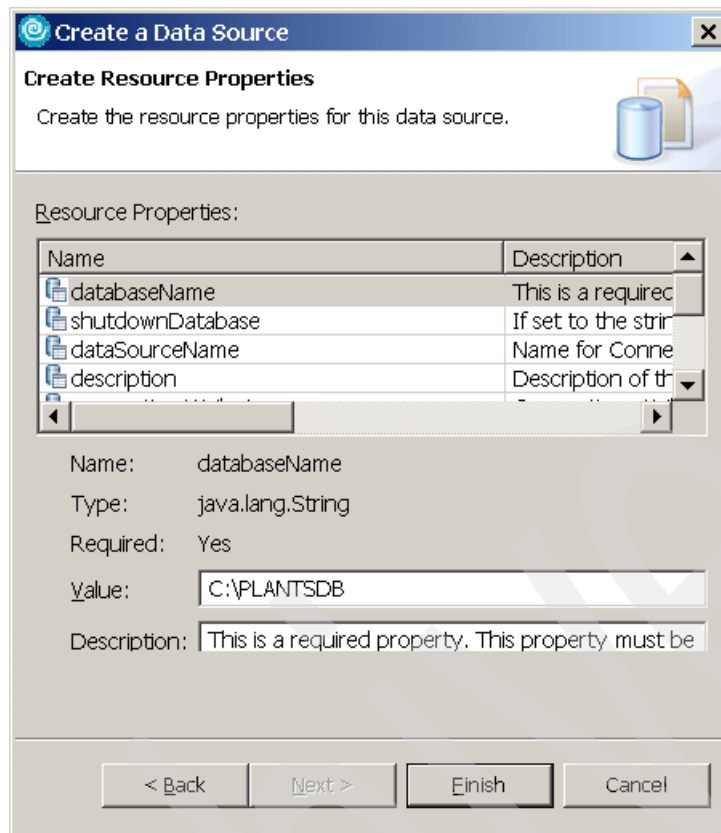 Create a Data Source
Create Resource Properties
Create the resource properties for this data source.
Resource Properties:
Name Description
databaseName This is a required
shutdownDatabase If set to the strin
dataSourceName Name for Conne
description Description of th
Name: databaseName
Type: java.lang.String
Required: Yes
Value: C:\PLANTSDB
Description: This is a required property. This property must be
< Back Next > Finish Cancel